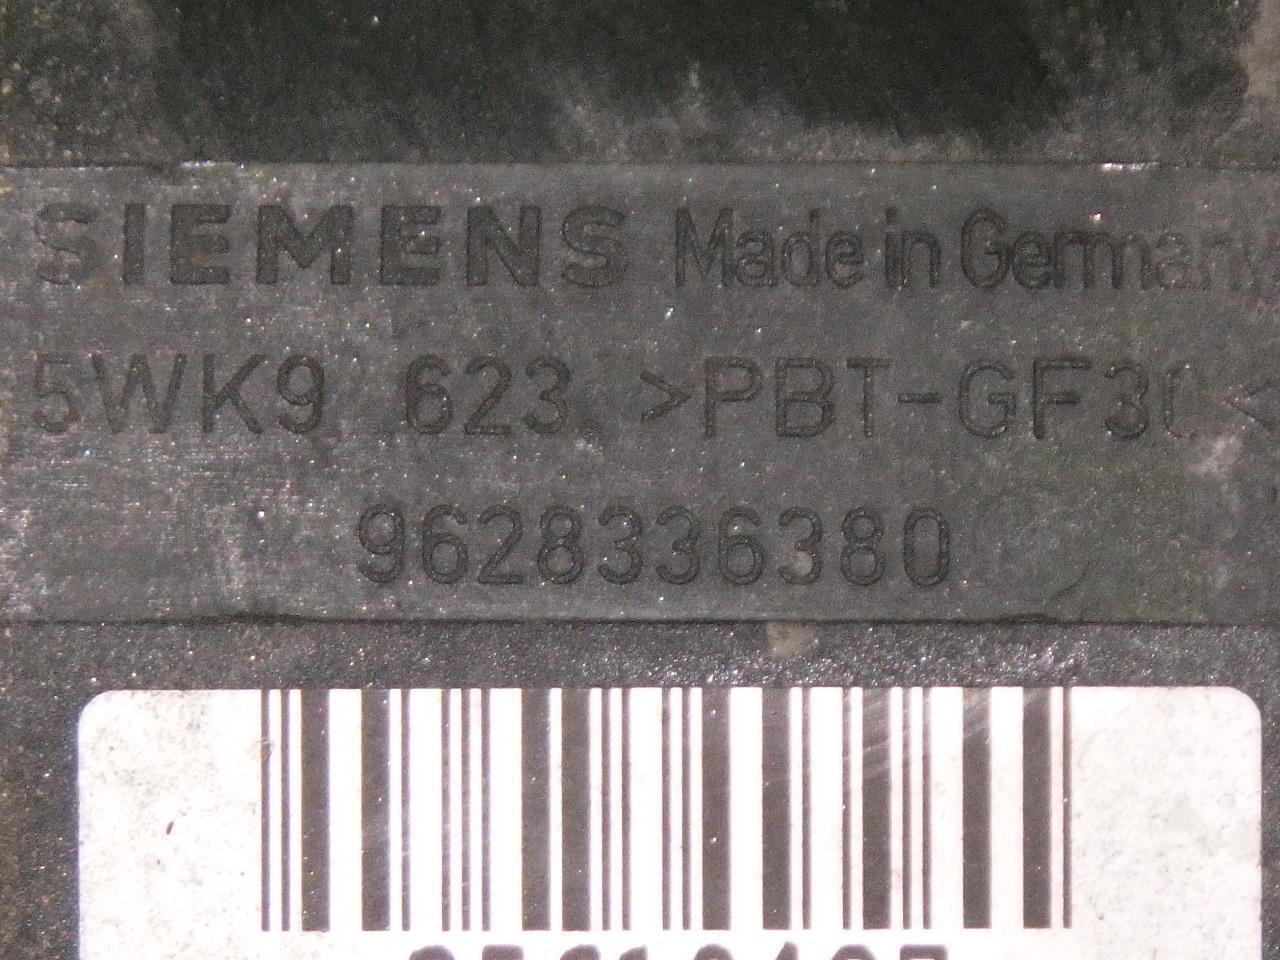 SIEMENS Made in Germany
5WK9 623 >PBT-GF30<
9628336380